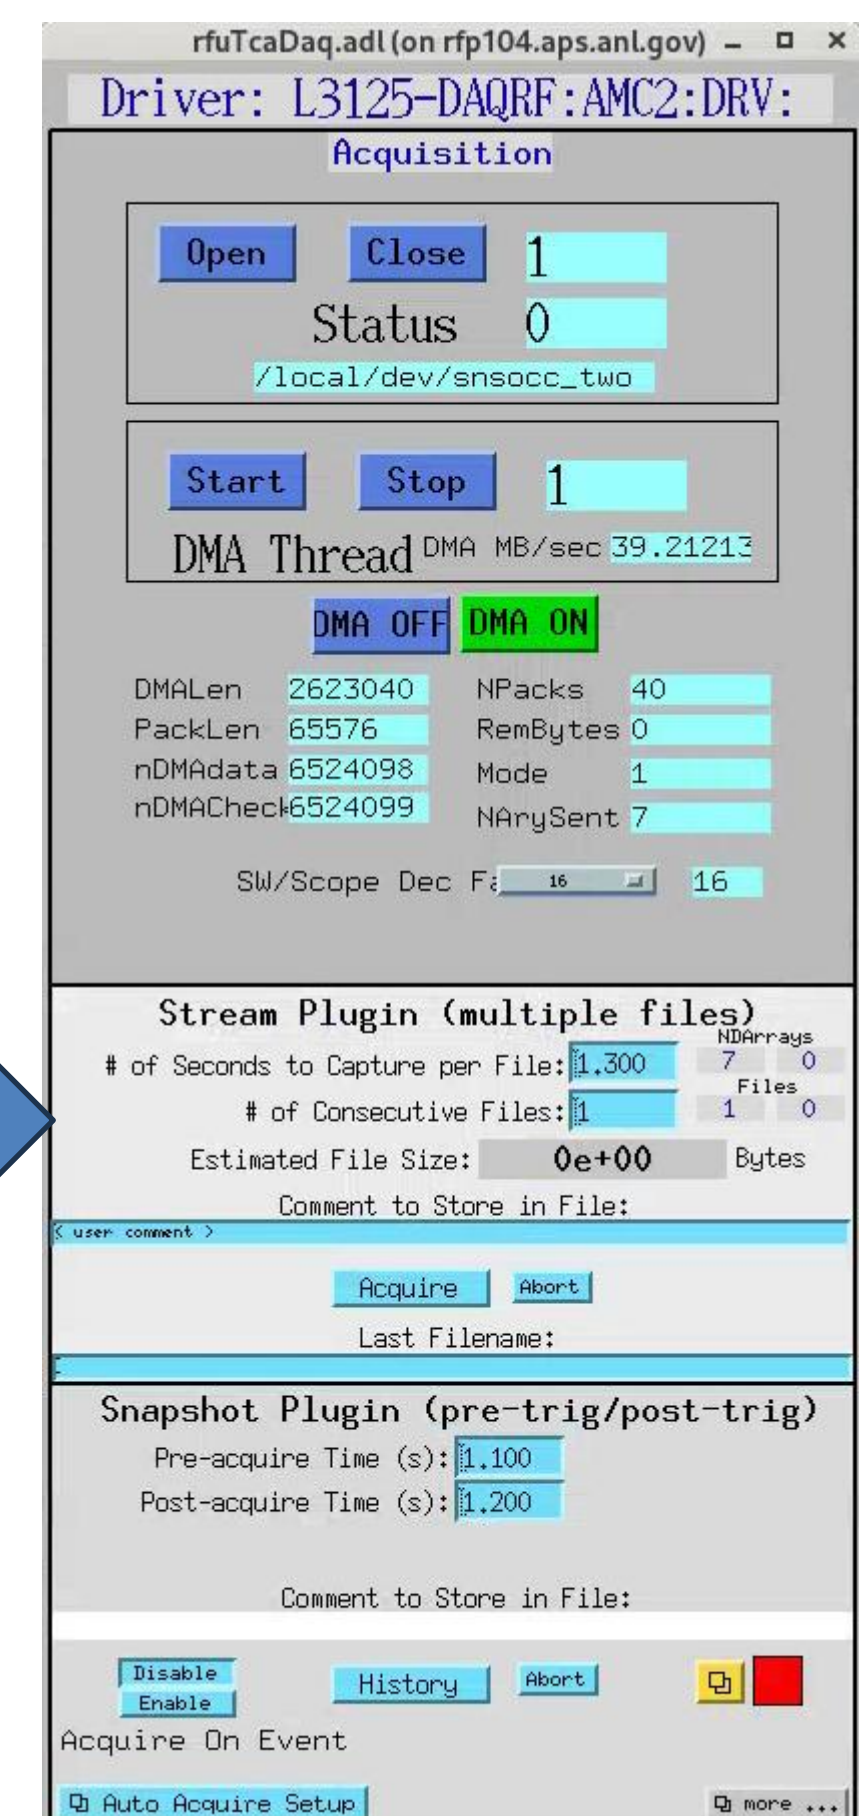 rfuTcaDaq.adl (on rfp104.aps.anl.gov)
Driver: L3125-DAQRF:AMC2:DRV:
Acquisition
Open Close 1
Status 0
/local/dev/snsocc_two
Start Stop 1
DMA Thread DMA MB/sec 39.21213
DMA OFF DMA ON
DMALen 2623040 NPacks 40
PackLen 65576 RemBytes 0
nDMAdata 6524098 Mode 1
nDMACheck 6524099 NArySent 7
SW/Scope Dec Fa 16 16
Stream Plugin (multiple files)
NDArrays
# of Seconds to Capture per File: 1.300 7 0
Files
# of Consecutive Files: 1 1 0
Estimated File Size: 0e+00 Bytes
Comment to Store in File:
< user comment >
Acquire Abort
Last Filename:
Snapshot Plugin (pre-trig/post-trig)
Pre-acquire Time (s): 1.100
Post-acquire Time (s): 1.200
Comment to Store in File:
Disable
Enable
History Abort
Acquire On Event
Auto Acquire Setup more ...